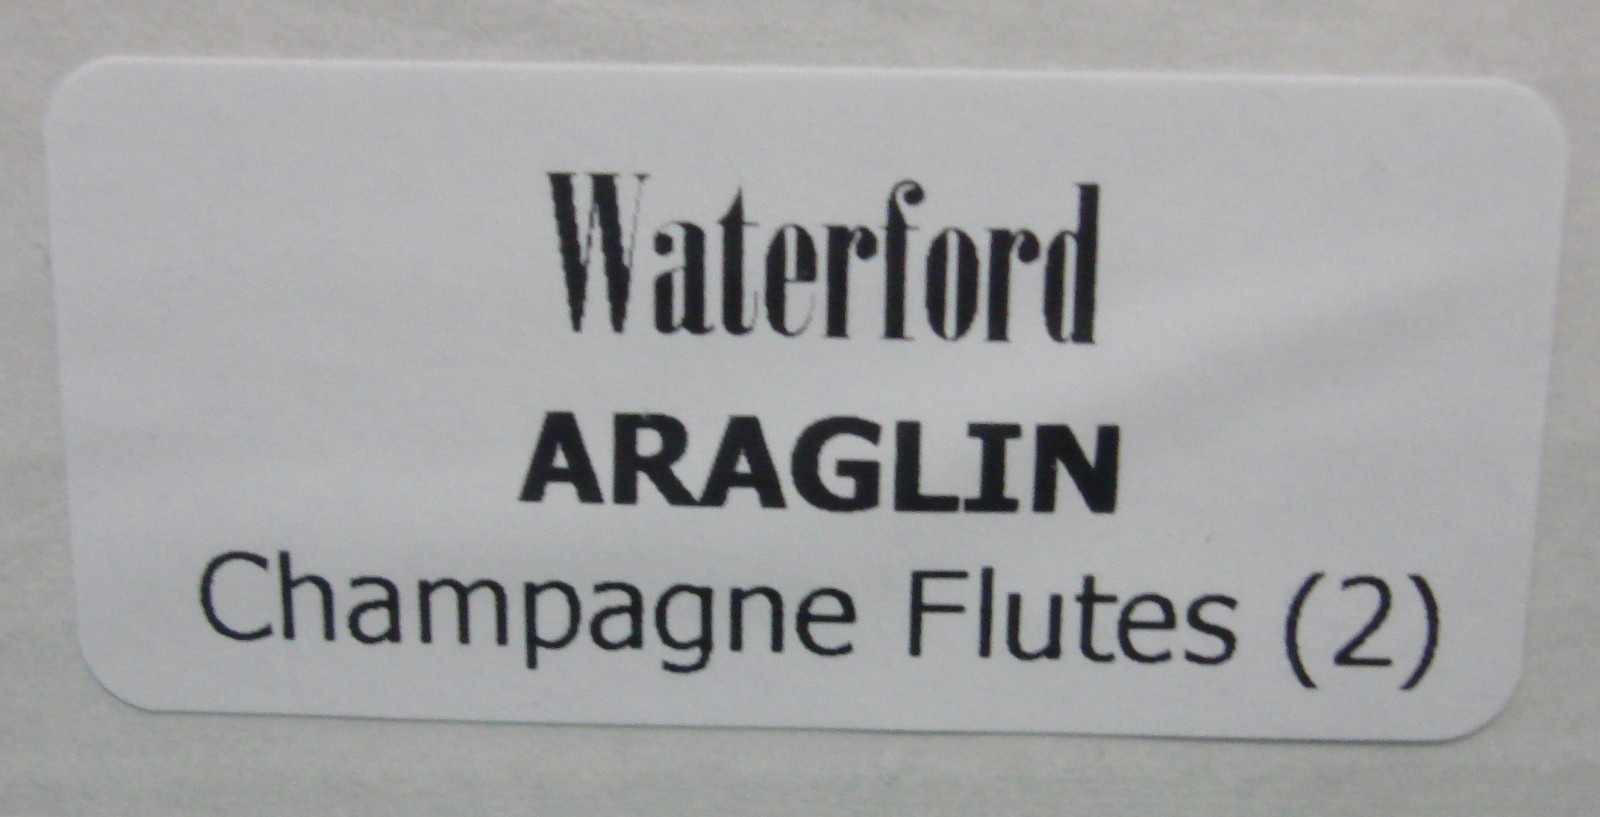 Waterford
ARAGLIN
Champagne Flutes (2)